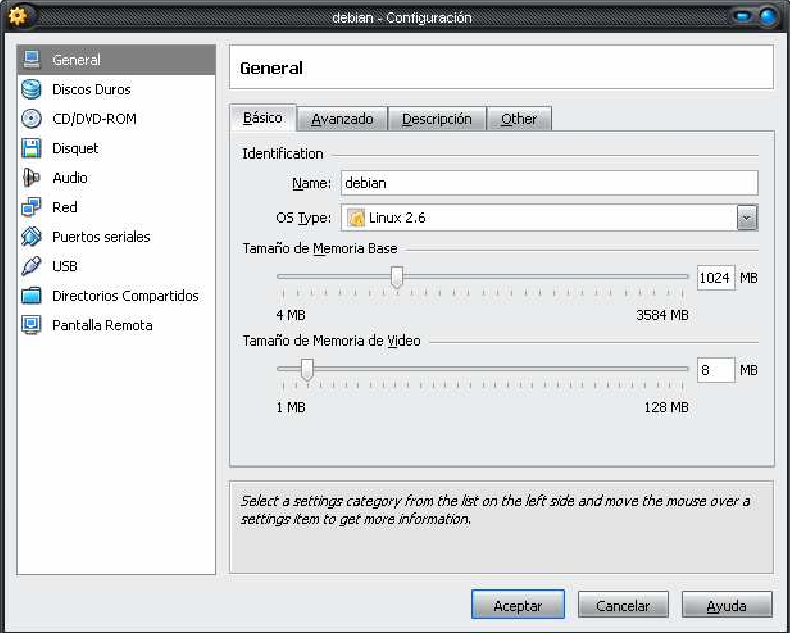 debian - Configuración
General
Discos Duros
CD/DVD-ROM
Disquet
Audio
Red
Puertos seriales
USB
Directorios Compartidos
Pantalla Remota
General
Básico Avanzado Descripción Other
Identification
Name: debian
OS Type: Linux 2.6
Tamaño de Memoria Base
1024 MB
4 MB 3584 MB
Tamaño de Memoria de Video
8 MB
1 MB 128 MB
Select a settings category from the list on the left side and move the mouse over a
settings item to get more information.
Aceptar Cancelar Ayuda